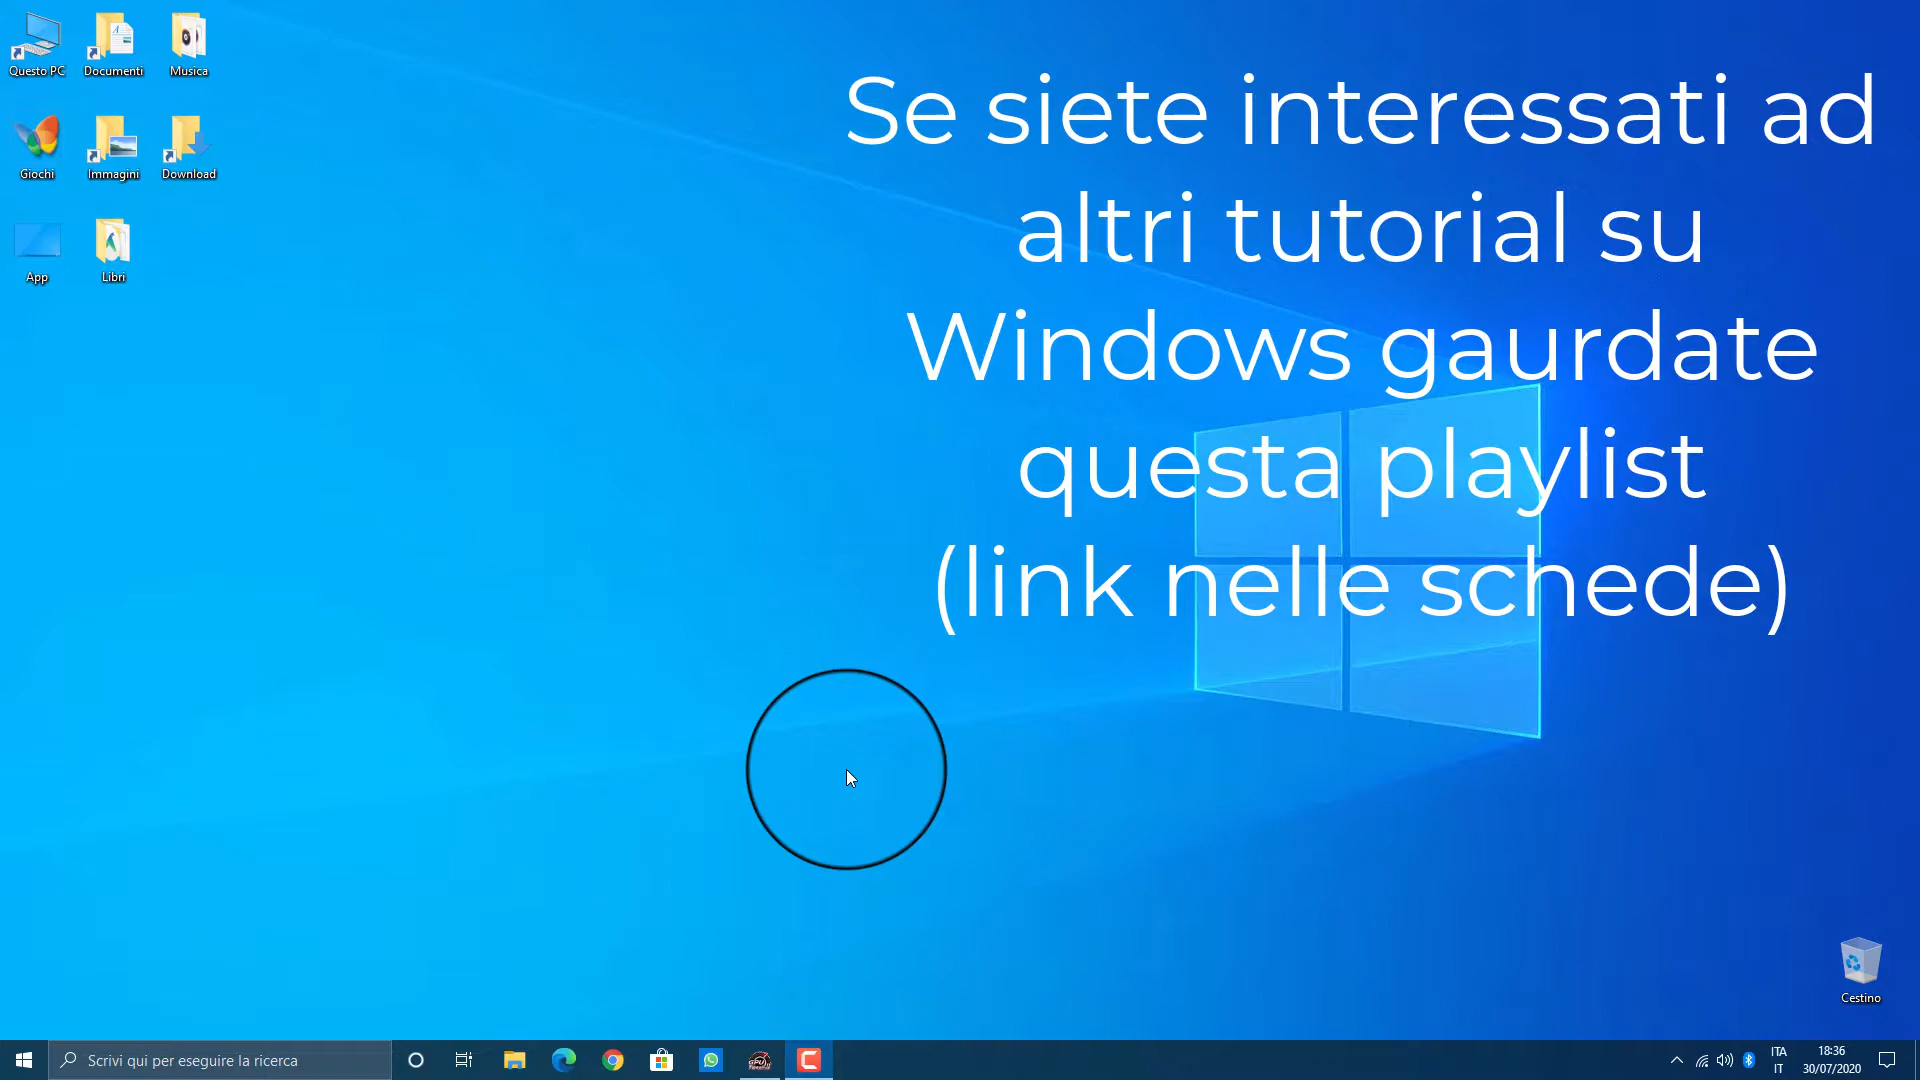 Questo PC
Documenti
Musica
Giochi
Immagini
Download
App
Libri
Se siete interessati ad
altri tutorial su
Windows gaurdate
questa playlist
(link nelle schede)
Cestino
Scrivi qui per eseguire la ricerca
GPU
ITA
IT
18:36
30/07/2020